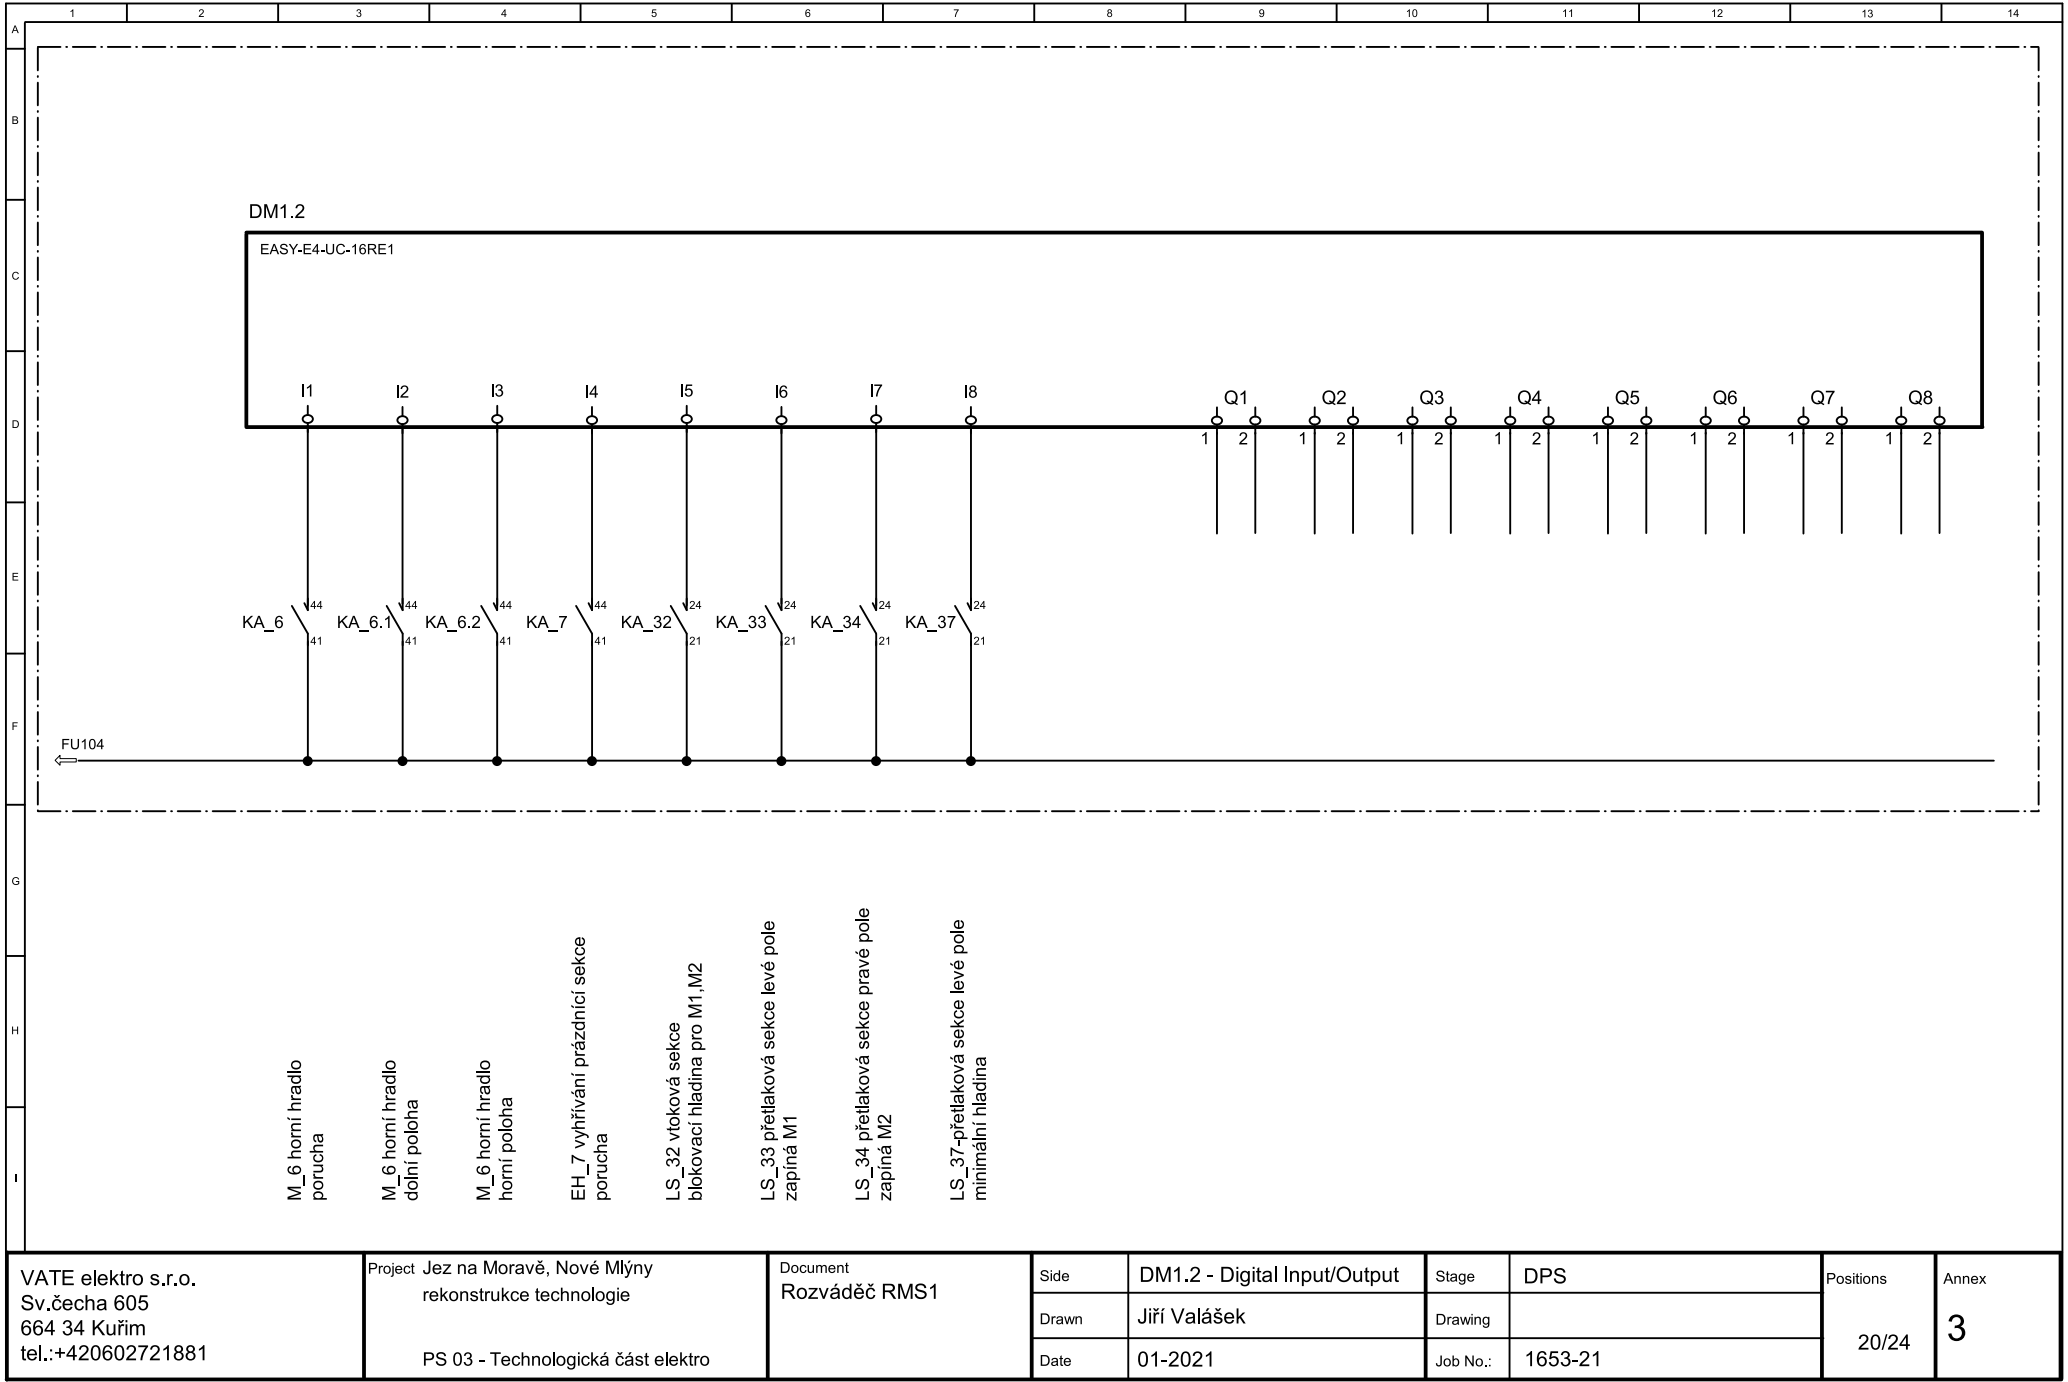 1 2 3 4 5 6 7 8 9 10 11 12 13 14
A
B
C
D
E
F
G
H
I
DM1.2
EASY-E4-UC-16RE1
I1 I2 I3 I4 I5 I6 I7 I8
Q1 Q2 Q3 Q4 Q5 Q6 Q7 Q8
1 2 1 2 1 2 1 2 1 2 1 2 1 2 1 2
44 44 44 44 24 24 24 24
KA_6 KA_6.1 KA_6.2 KA_7 KA_32 KA_33 KA_34 KA_37
41 41 41 41 21 21 21 21
FU104
M_6 horní hradlo
porucha
M_6 horní hradlo
dolní poloha
M_6 horní hradlo
horní poloha
EH_7 vyhřívání prázdnící sekce
porucha
LS_32 vtoková sekce
blokovací hladina pro M1,M2
LS_33 přetlaková sekce levé pole
zapíná M1
LS_34 přetlaková sekce pravé pole
zapíná M2
LS_37-přetlaková sekce levé pole
minimální hladina
VATE elektro s.r.o.
Sv.čecha 605
664 34 Kuřim
tel.:+420602721881
Project Jez na Moravě, Nové Mlýny
rekonstrukce technologie
PS 03 - Technologická část elektro
Document
Rozváděč RMS1
Side DM1.2 - Digital Input/Output
Drawn Jiří Valášek
Date 01-2021
Stage DPS
Drawing
Job No.: 1653-21
Positions
20/24
Annex
3